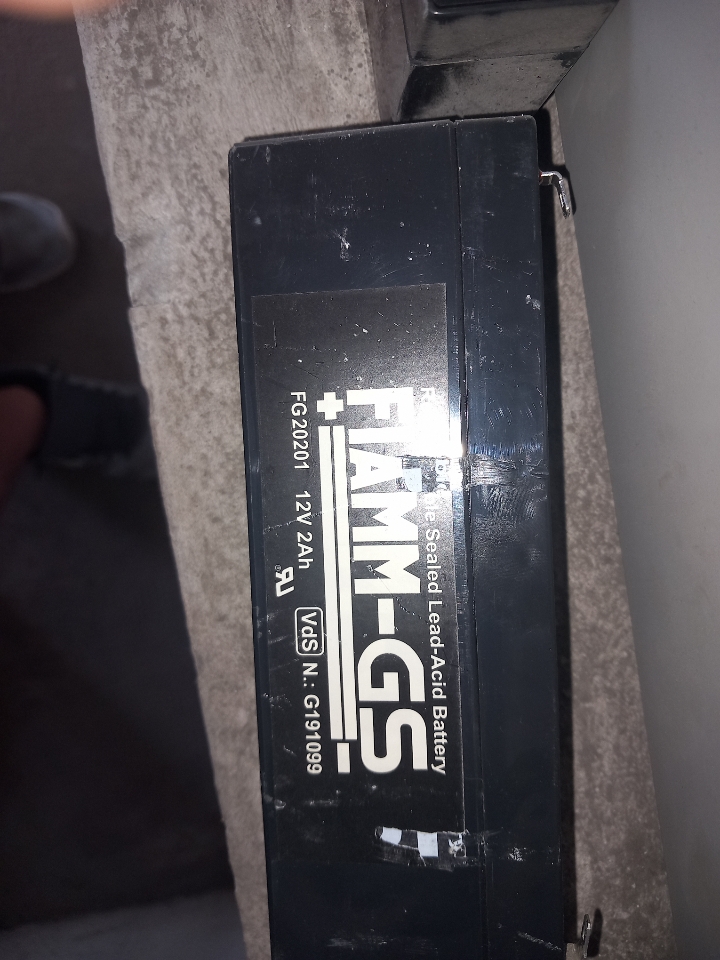 Sealed Lead-Acid Battery
FIAMM-GS
+ -
FG20201 12V 2Ah
VdS N.: G191099